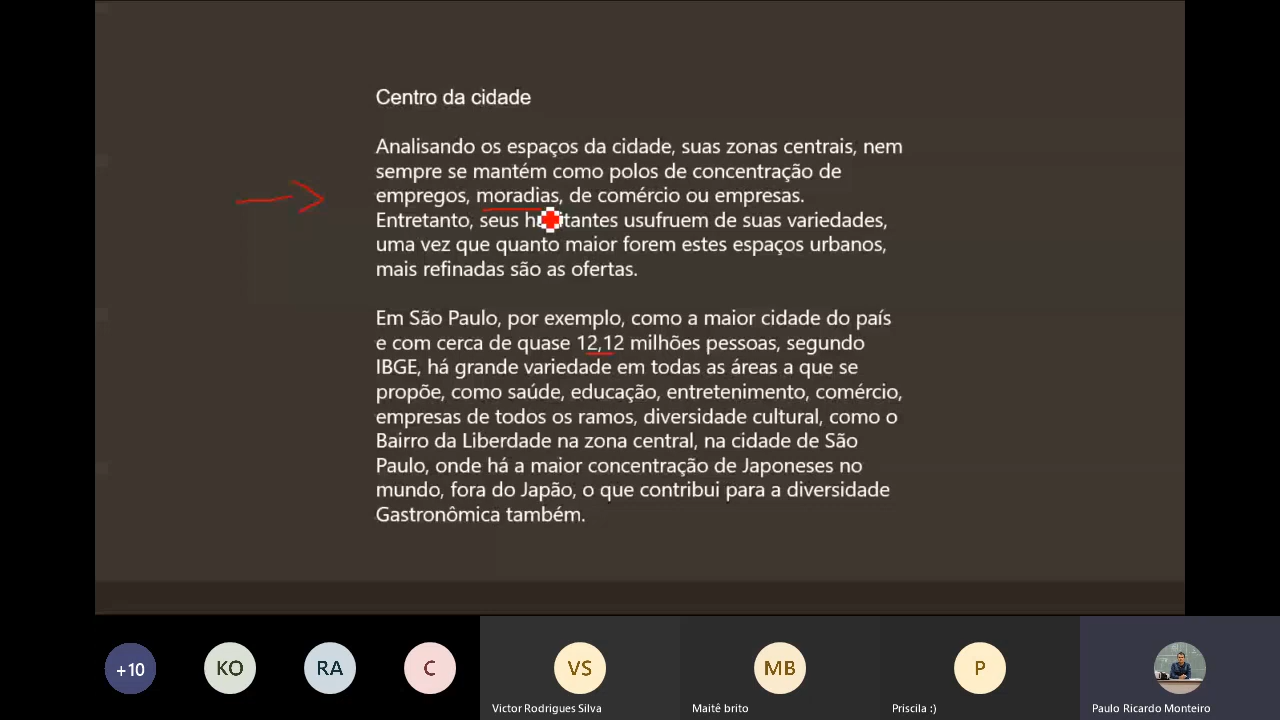 Centro da cidade
Analisando os espaços da cidade, suas zonas centrais, nem
sempre se mantém como polos de concentração de
empregos, moradias, de comércio ou empresas.
Entretanto, seus usufruem de suas variedades,
uma vez que quanto maior forem estes espaços urbanos,
mais refinadas são as ofertas.
Em São Paulo, por exemplo, como a maior cidade do país
e com cerca de quase 12,12 milhões pessoas, segundo
IBGE, há grande variedade em todas as áreas a que se
propõe, como saúde, educação, entretenimento, comércio,
empresas de todos os ramos, diversidade cultural, como o
Bairro da Liberdade na zona central, na cidade de São
Paulo, onde há a maior concentração de Japoneses no
mundo, fora do Japão, o que contribui para a diversidade
Gastronômica também.
+10 KO RA C VS MB P
Victor Rodrigues Silva Maitê brito Priscila :) Paulo Ricardo Monteiro